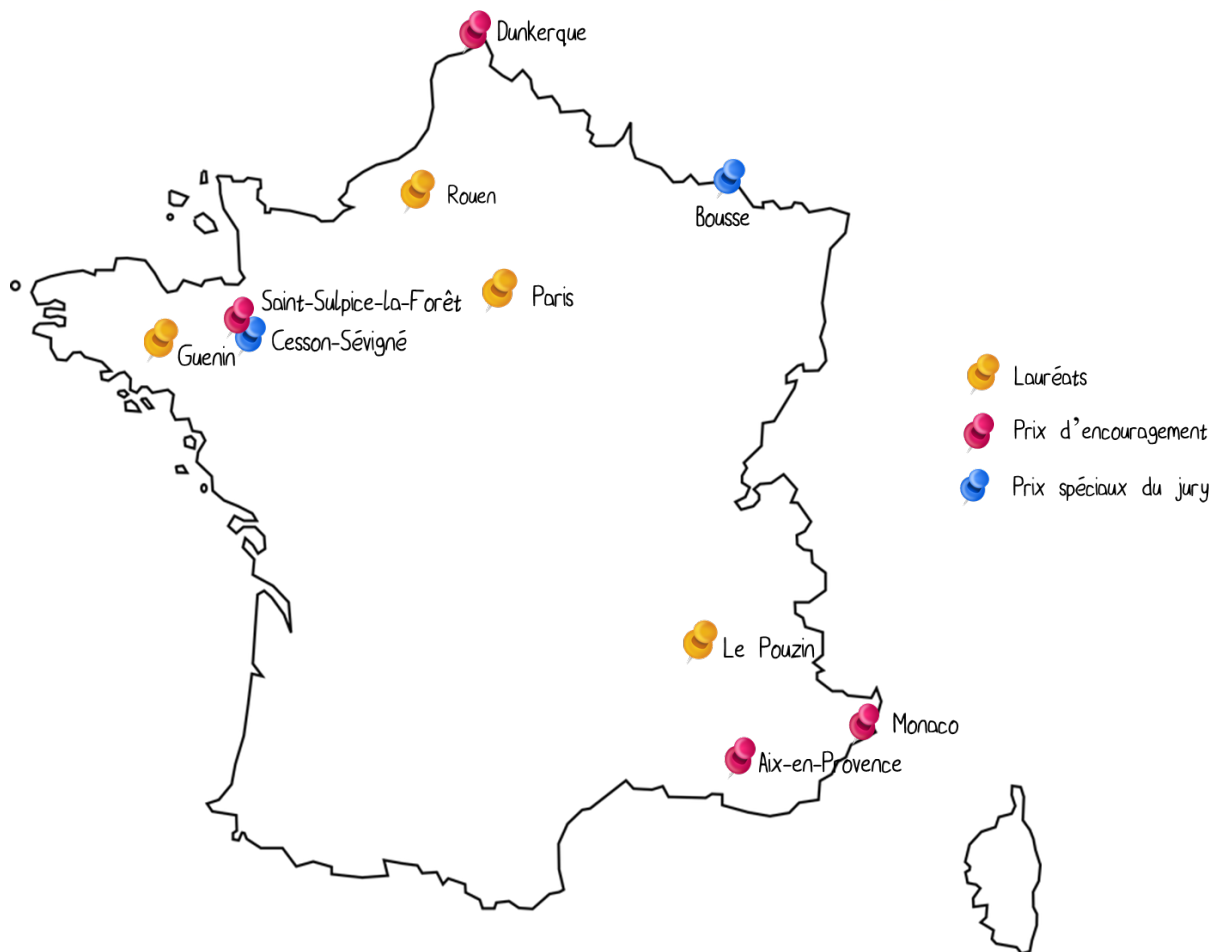 Dunkerque
Rouen
Bousse
Paris
Saint-Sulpice-la-Forêt
Cesson-Sévigné
Guenin
Lauréats
Prix d'encouragement
Prix spéciaux du jury
Le Pouzin
Monaco
Aix-en-Provence